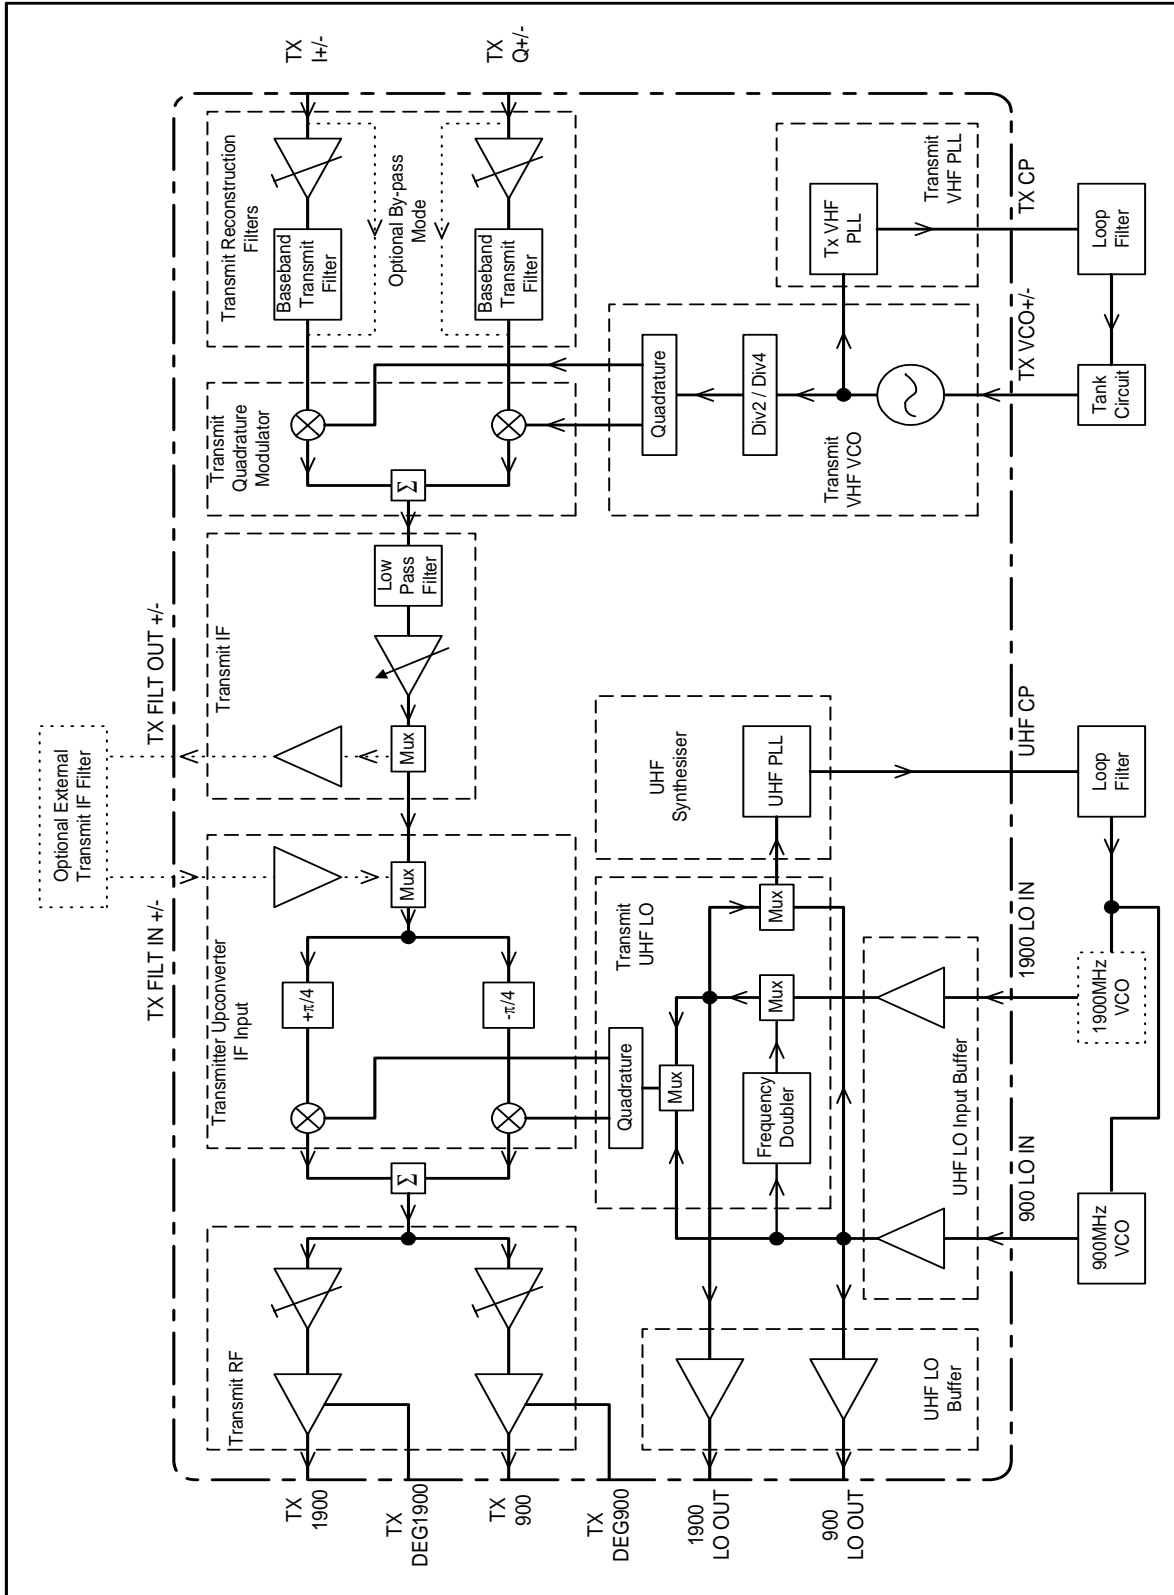 TX
I+/-
TX
Q+/-
Transmit Reconstruction
Filters
Baseband
Transmit
Filter
Optional By-pass
Mode
Baseband
Transmit
Filter
Transmit
VHF PLL
Tx VHF
PLL
TX CP
Loop
Filter
Transmit
Quadrature
Modulator
Σ
Quadrature
Div2 / Div4
Transmit
VHF VCO
TX VCO+/-
Tank
Circuit
TX FILT OUT +/-
Transmit IF
Low
Pass
Filter
Mux
Optional External
Transmit IF Filter
TX FILT IN +/-
Transmitter Upconverter
IF Input
Mux
+π/4
-π/4
Σ
UHF
Synthesiser
UHF PLL
UHF CP
Loop
Filter
Transmit
UHF LO
Mux
Mux
Mux
Quadrature
Frequency
Doubler
UHF LO Input Buffer
1900 LO IN
1900MHz
VCO
900 LO IN
900MHz
VCO
Transmit RF
UHF LO
Buffer
TX
1900
TX
DEG1900
TX
900
TX
DEG900
1900
LO OUT
900
LO OUT